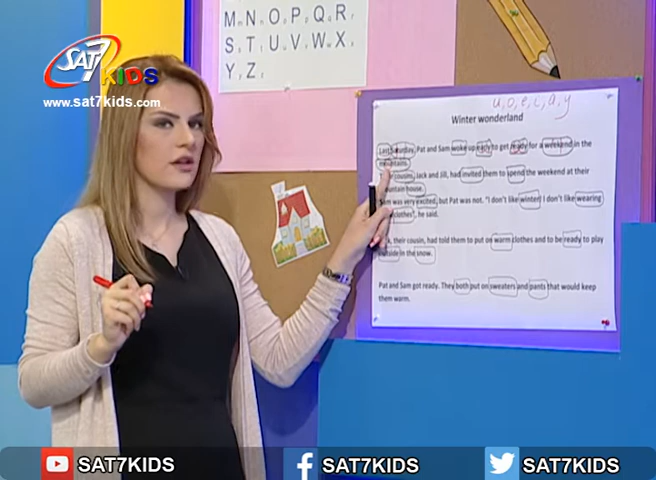 M N O P Q R
S T U V W X
Y Z
SAT7
KIDS
www.sat7kids.com
u, o, e, i, a, y
Winter wonderland
Last Saturday, Pat and Sam woke up early to get ready for a weekend in the
mountains.
cousins, Jack and Jill, had invited them to spend the weekend at their
mountain house.
Sam was very excited, but Pat was not. "I don't like winter! I don't like wearing
clothes", he said.
their cousin, had told them to put on warm clothes and to be ready to play
outside in the snow.
Pat and Sam got ready. They both put on sweaters and pants that would keep
them warm.
SAT7KIDS
SAT7KIDS
SAT7KIDS